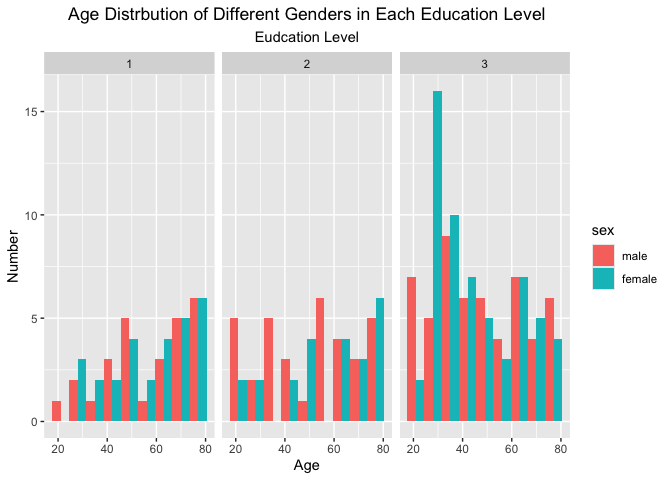 Age Distrbution of Different Genders in Each Education Level
Eudcation Level
1 2 3
15
10
5
0
Number
20 40 60 80 20 40 60 80 20 40 60 80
Age
sex
male
female